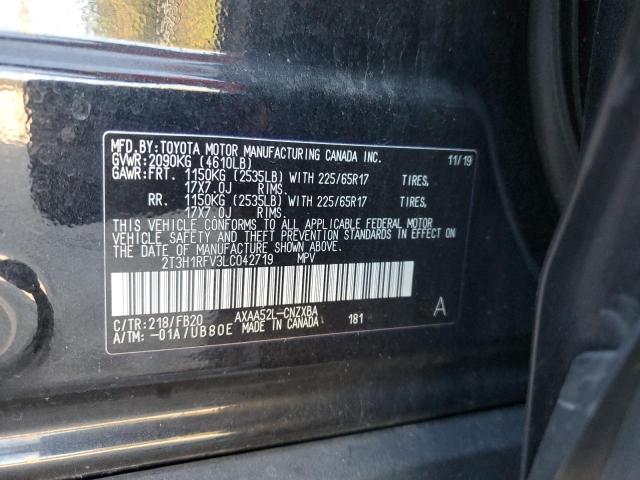 MFD.BY:TOYOTA MOTOR MANUFACTURING CANADA INC. 11/19
GVWR:2090KG (4610LB)
GAWR:FRT. 1150KG (2535LB) WITH 225/65R17 TIRES,
17X7.0J RIMS.
RR. 1150KG (2535LB) WITH 225/65R17 TIRES,
17X7.0J RIMS.
THIS VEHICLE CONFORMS TO ALL APPLICABLE FEDERAL MOTOR
VEHICLE SAFETY AND THEFT PREVENTION STANDARDS IN EFFECT
ON THE DATE OF MANUFACTURE SHOWN ABOVE.
2T3H1RFV3LC042719 MPV
C/TR:218/FB20 AXAA52L-CNZXBA
A/TM:-01A/UB80E MADE IN CANADA 181 A